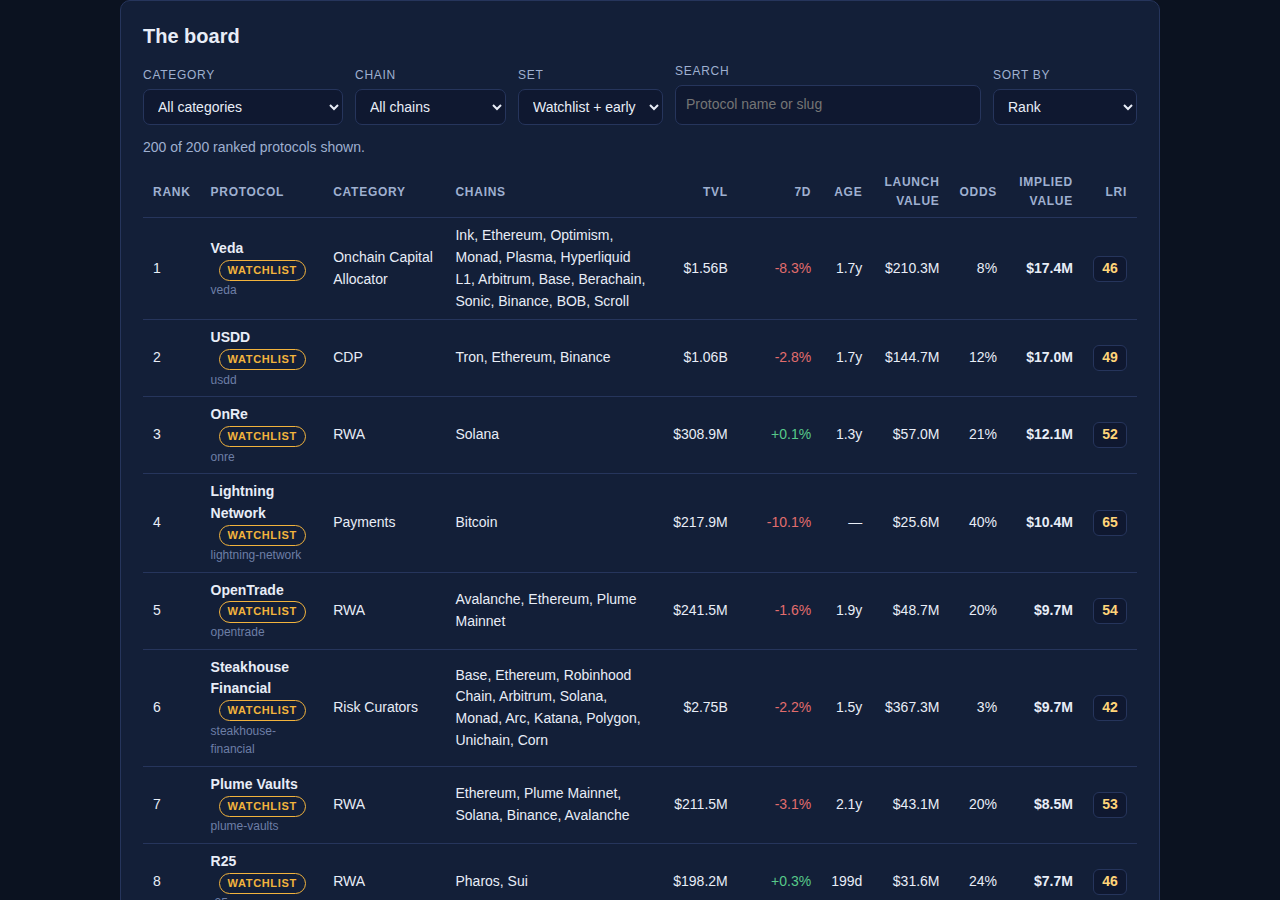 The board
CATEGORY CHAIN SET SEARCH SORT BY
All categories All chains Watchlist + early Protocol name or slug Rank
200 of 200 ranked protocols shown.
RANK PROTOCOL CATEGORY CHAINS TVL 7D AGE LAUNCH VALUE ODDS IMPLIED VALUE LRI
1 Veda WATCHLIST veda Onchain Capital Allocator Ink, Ethereum, Optimism, Monad, Plasma, Hyperliquid L1, Arbitrum, Base, Berachain, Sonic, Binance, BOB, Scroll $1.56B -8.3% 1.7y $210.3M 8% $17.4M 46
2 USDD WATCHLIST usdd CDP Tron, Ethereum, Binance $1.06B -2.8% 1.7y $144.7M 12% $17.0M 49
3 OnRe WATCHLIST onre RWA Solana $308.9M +0.1% 1.3y $57.0M 21% $12.1M 52
4 Lightning Network WATCHLIST lightning-network Payments Bitcoin $217.9M -10.1% — $25.6M 40% $10.4M 65
5 OpenTrade WATCHLIST opentrade RWA Avalanche, Ethereum, Plume Mainnet $241.5M -1.6% 1.9y $48.7M 20% $9.7M 54
6 Steakhouse Financial WATCHLIST steakhouse-financial Risk Curators Base, Ethereum, Robinhood Chain, Arbitrum, Solana, Monad, Arc, Katana, Polygon, Unichain, Corn $2.75B -2.2% 1.5y $367.3M 3% $9.7M 42
7 Plume Vaults WATCHLIST plume-vaults RWA Ethereum, Plume Mainnet, Solana, Binance, Avalanche $211.5M -3.1% 2.1y $43.1M 20% $8.5M 53
8 R25 WATCHLIST RWA Pharos, Sui $198.2M +0.3% 199d $31.6M 24% $7.7M 46